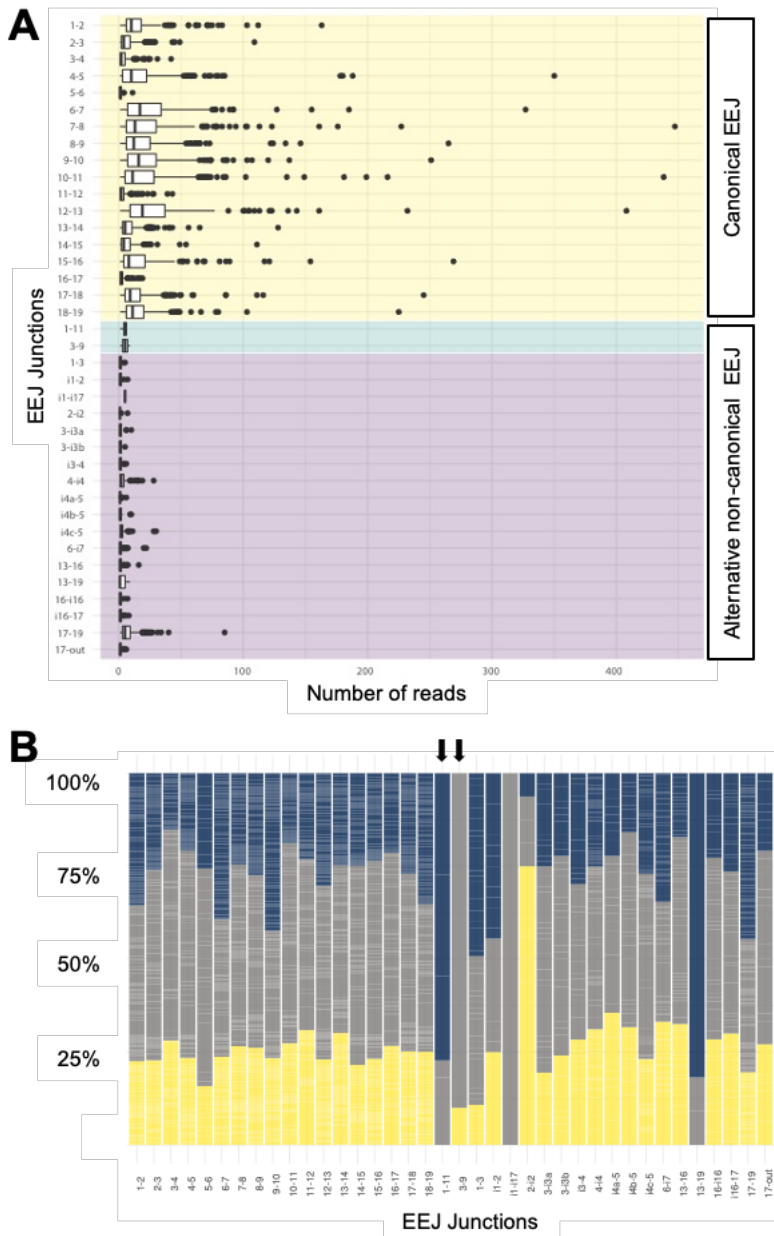 A
1-2
2-3
3-4
4-5
5-6
6-7
7-8
8-9
9-10
10-11
11-12
12-13
13-14
14-15
15-16
16-17
17-18
18-19
1-11
3-9
1-3
i1-2
i1-i17
2-i2
3-i3a
3-i3b
i3-4
4-i4
i4a-5
i4b-5
i4c-5
6-i7
13-16
13-19
16-i16
i16-17
17-19
17-out
EEJ Junctions
Canonical EEJ
Alternative non-canonical EEJ
0 100 200 300 400
Number of reads
B
100%
75%
50%
25%
1-2 2-3 3-4 4-5 5-6 6-7 7-8 8-9 9-10 10-11 11-12 12-13 13-14 14-15 15-16 16-17 17-18 18-19 1-11 3-9 1-3 i1-2 i1-i17 2-i2 3-i3a 3-i3b i3-4 4-i4 i4a-5 i4b-5 i4c-5 6-i7 13-16 13-19 16-i16 i16-17 17-19 17-out
EEJ Junctions